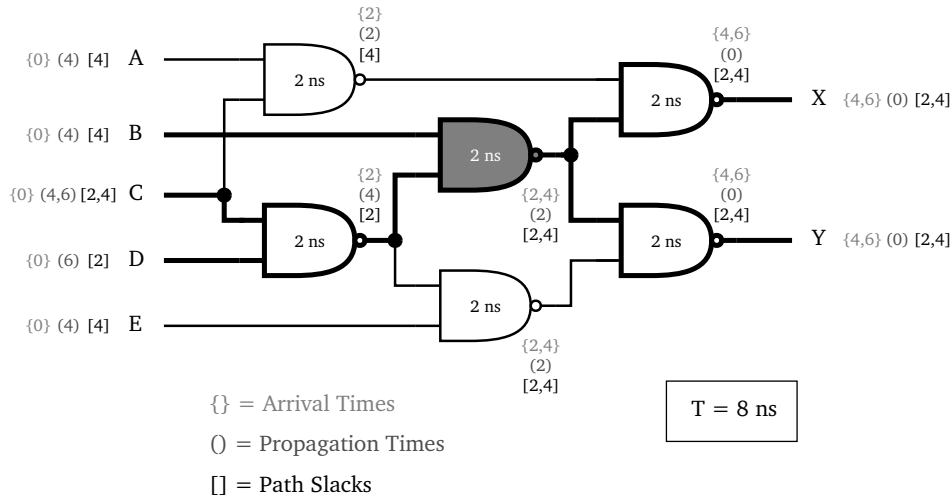 {2}
(2)
[4]
{4,6}
(0)
[2,4]
{0} (4) [4] A
2 ns
2 ns
X {4,6} (0) [2,4]
{0} (4) [4] B
2 ns
{0} (4,6) [2,4] C
{2}
(4)
[2]
{2,4}
(2)
[2,4]
{4,6}
(0)
[2,4]
2 ns
2 ns
Y {4,6} (0) [2,4]
{0} (6) [2] D
2 ns
{0} (4) [4] E
{2,4}
(2)
[2,4]
{} = Arrival Times
() = Propagation Times
[] = Path Slacks
T = 8 ns